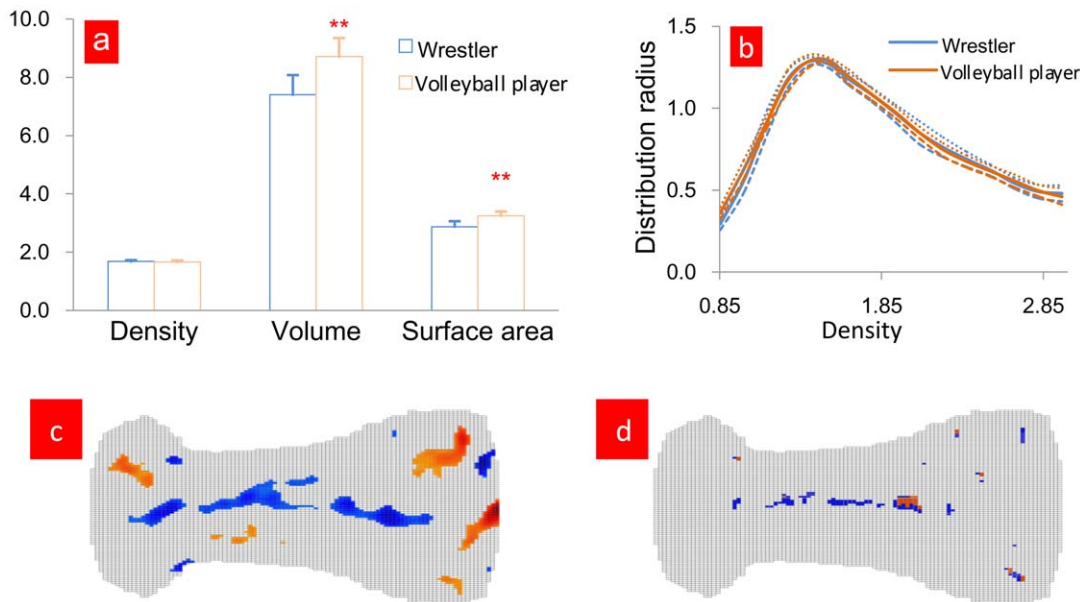 a
10.0
8.0
6.0
4.0
2.0
0.0
**
**
Wrestler
Volleyball player
Density Volume Surface area
b
Distribution radius
1.5
1.0
0.5
0.0
Wrestler
Volleyball player
0.85 1.85 2.85
Density
c
d